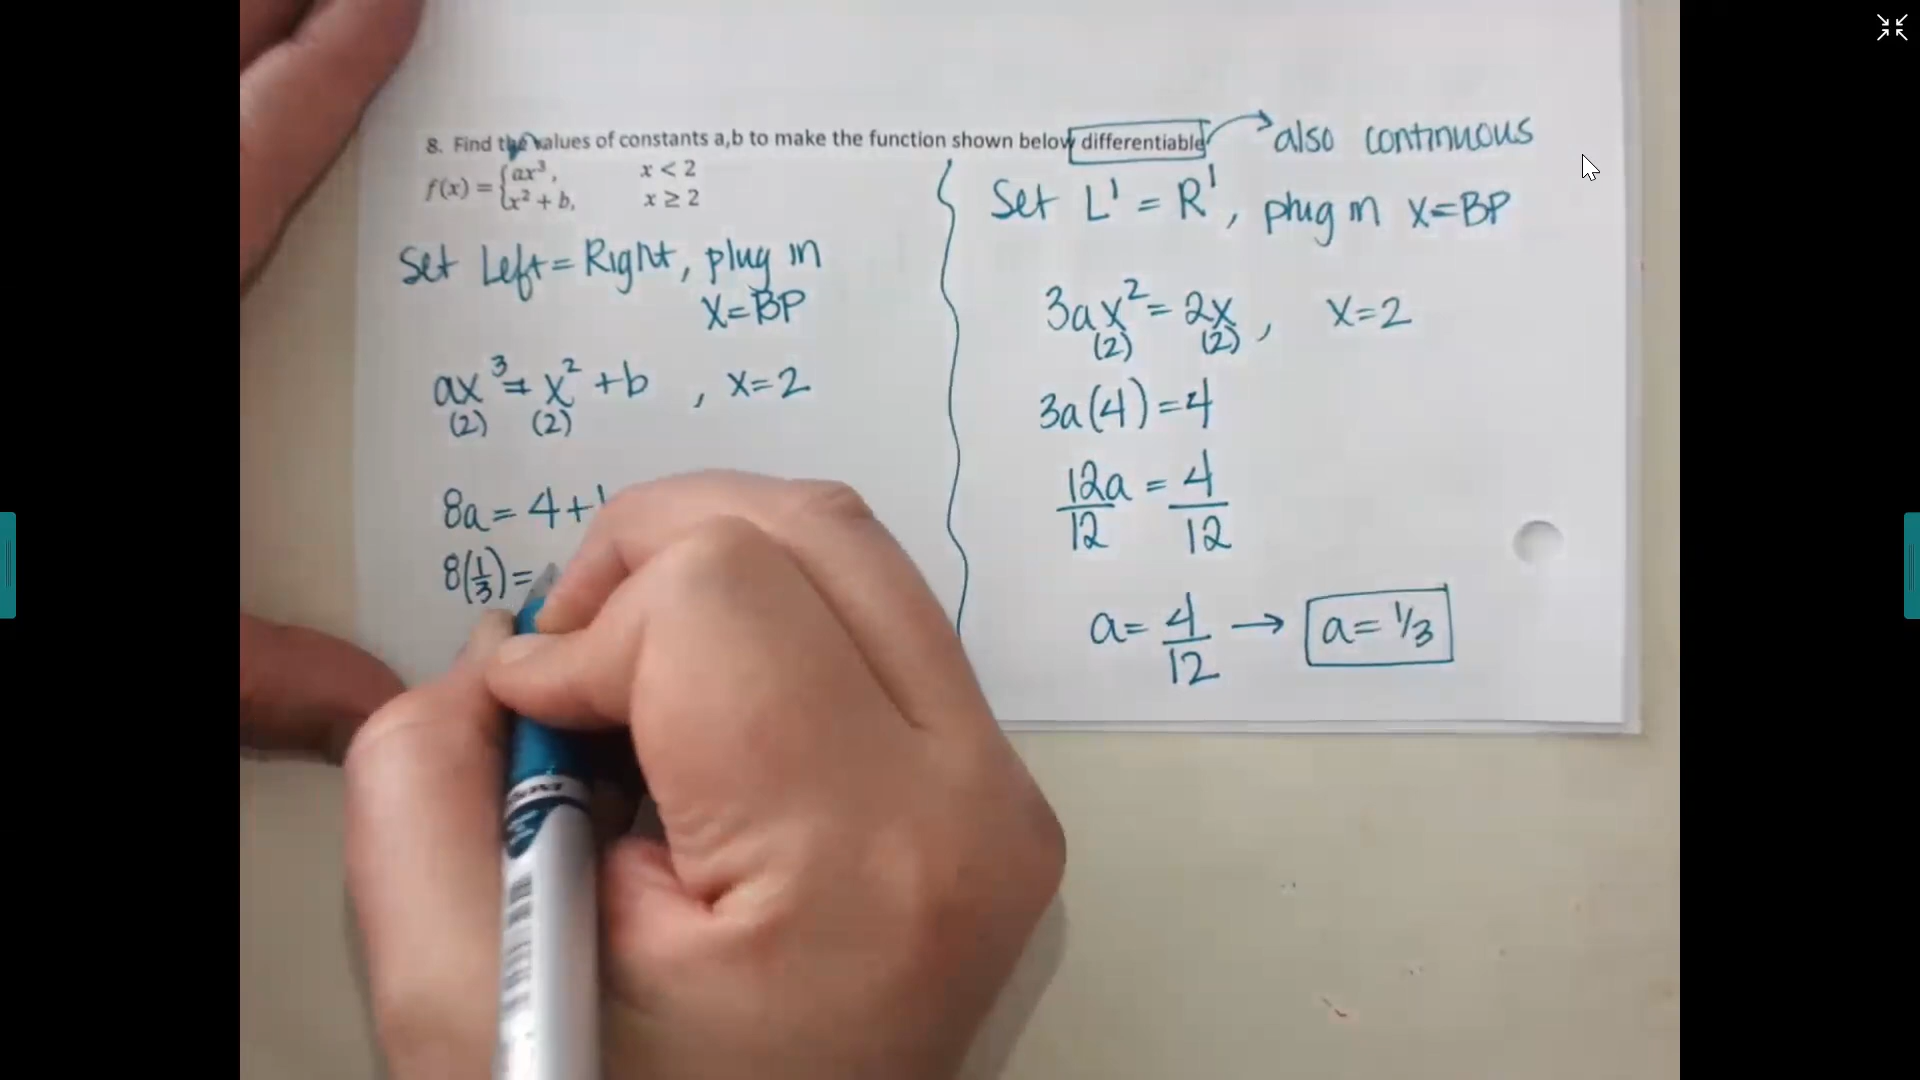 8. Find the values of constants a,b to make the function shown below differentiable
f(x) = { ax³, x < 2
x² + b, x ≥ 2
also continuous
Set Left = Right, plug in
X=BP
ax³ = x² + b , x=2
(2) (2)
8a = 4 +
8(1/3) =
Set L' = R', plug in X=BP
3ax² = 2x , x=2
(2) (2)
3a(4) = 4
12a/12 = 4/12
a = 4/12 → a = 1/3